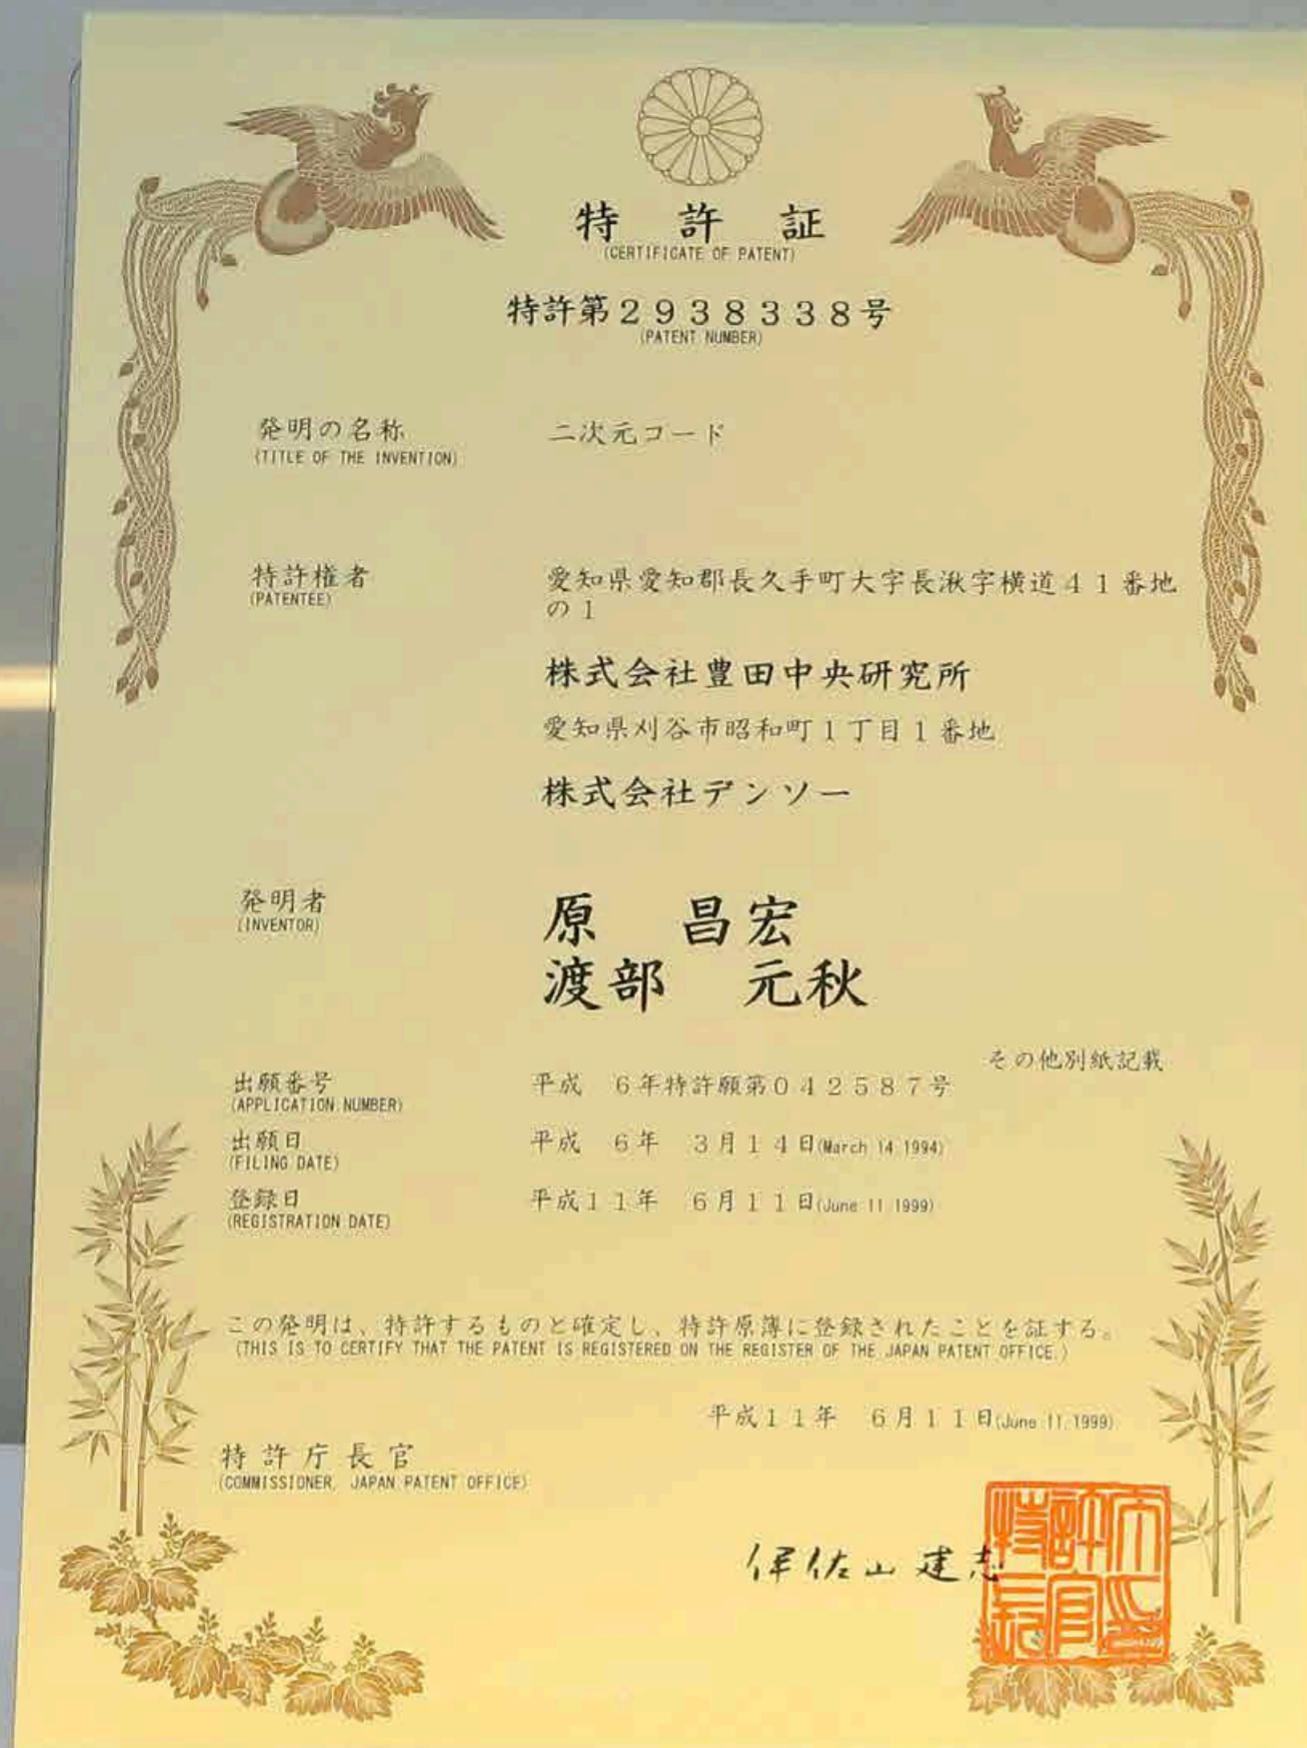 特許証
(CERTIFICATE OF PATENT)
特許第2938338号
(PATENT NUMBER)
発明の名称
(TITLE OF THE INVENTION)
二次元コード
特許権者
(PATENTEE)
愛知県愛知郡長久手町大字長湫字横道41番地
の1
株式会社豊田中央研究所
愛知県刈谷市昭和町1丁目1番地
株式会社デンソー
発明者
(INVENTOR)
原 昌宏
渡部 元秋
その他別紙記載
出願番号
(APPLICATION NUMBER)
平成 6年特許願第042587号
出願日
(FILING DATE)
平成 6年 3月14日(March 14,1994)
登録日
(REGISTRATION DATE)
平成11年 6月11日(June 11,1999)
この発明は、特許するものと確定し、特許原簿に登録されたことを証する。
(THIS IS TO CERTIFY THAT THE PATENT IS REGISTERED ON THE REGISTER OF THE JAPAN PATENT OFFICE.)
平成11年 6月11日(June 11,1999)
特許庁長官
(COMMISSIONER, JAPAN PATENT OFFICE)
伊佐山建志
特許庁長官之印